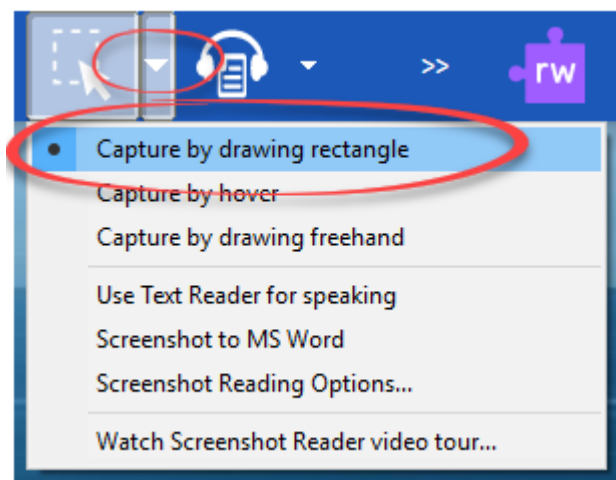 >>
rw
Capture by drawing rectangle
Capture by hover
Capture by drawing freehand
Use Text Reader for speaking
Screenshot to MS Word
Screenshot Reading Options...
Watch Screenshot Reader video tour...